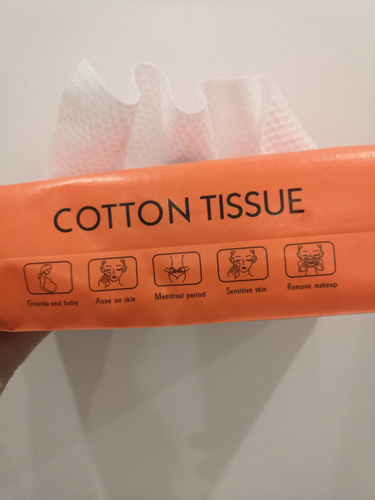 COTTON TISSUE
Gravida and baby
Acne on skin
Menstrual period
Sensitive skin
Remove makeup